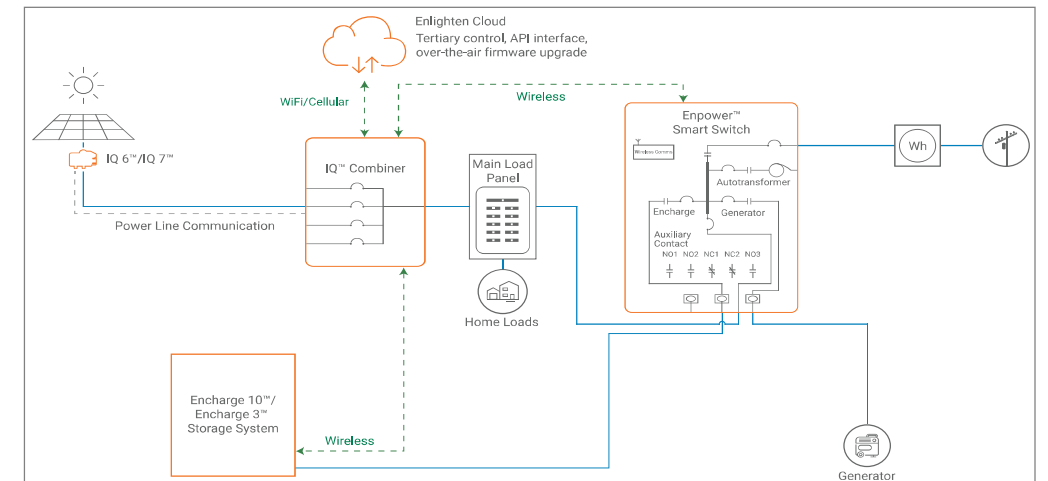 Enlighten Cloud
Tertiary control, API interface,
over-the-air firmware upgrade
WiFi/Cellular
Wireless
IQ 6™/IQ 7™
Power Line Communication
IQ™ Combiner
Main Load
Panel
Home Loads
Enpower™
Smart Switch
Wireless Comms
Autotransformer
Encharge
Generator
Auxiliary
Contact
NO1 NO2 NC1 NC2 NO3
Wh
Encharge 10™/
Encharge 3™
Storage System
Wireless
Generator